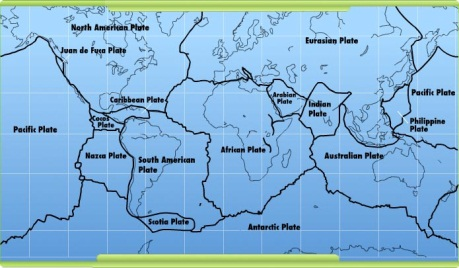 North American Plate
Eurasian Plate
Juan de Fuca Plate
Caribbean Plate
Arabian
Plate
Indian
Plate
Pacific Plate
Cocos
Plate
Philippine
Plate
Pacific Plate
Nazca Plate
South American
Plate
African Plate
Australian Plate
Scotia Plate
Antarctic Plate